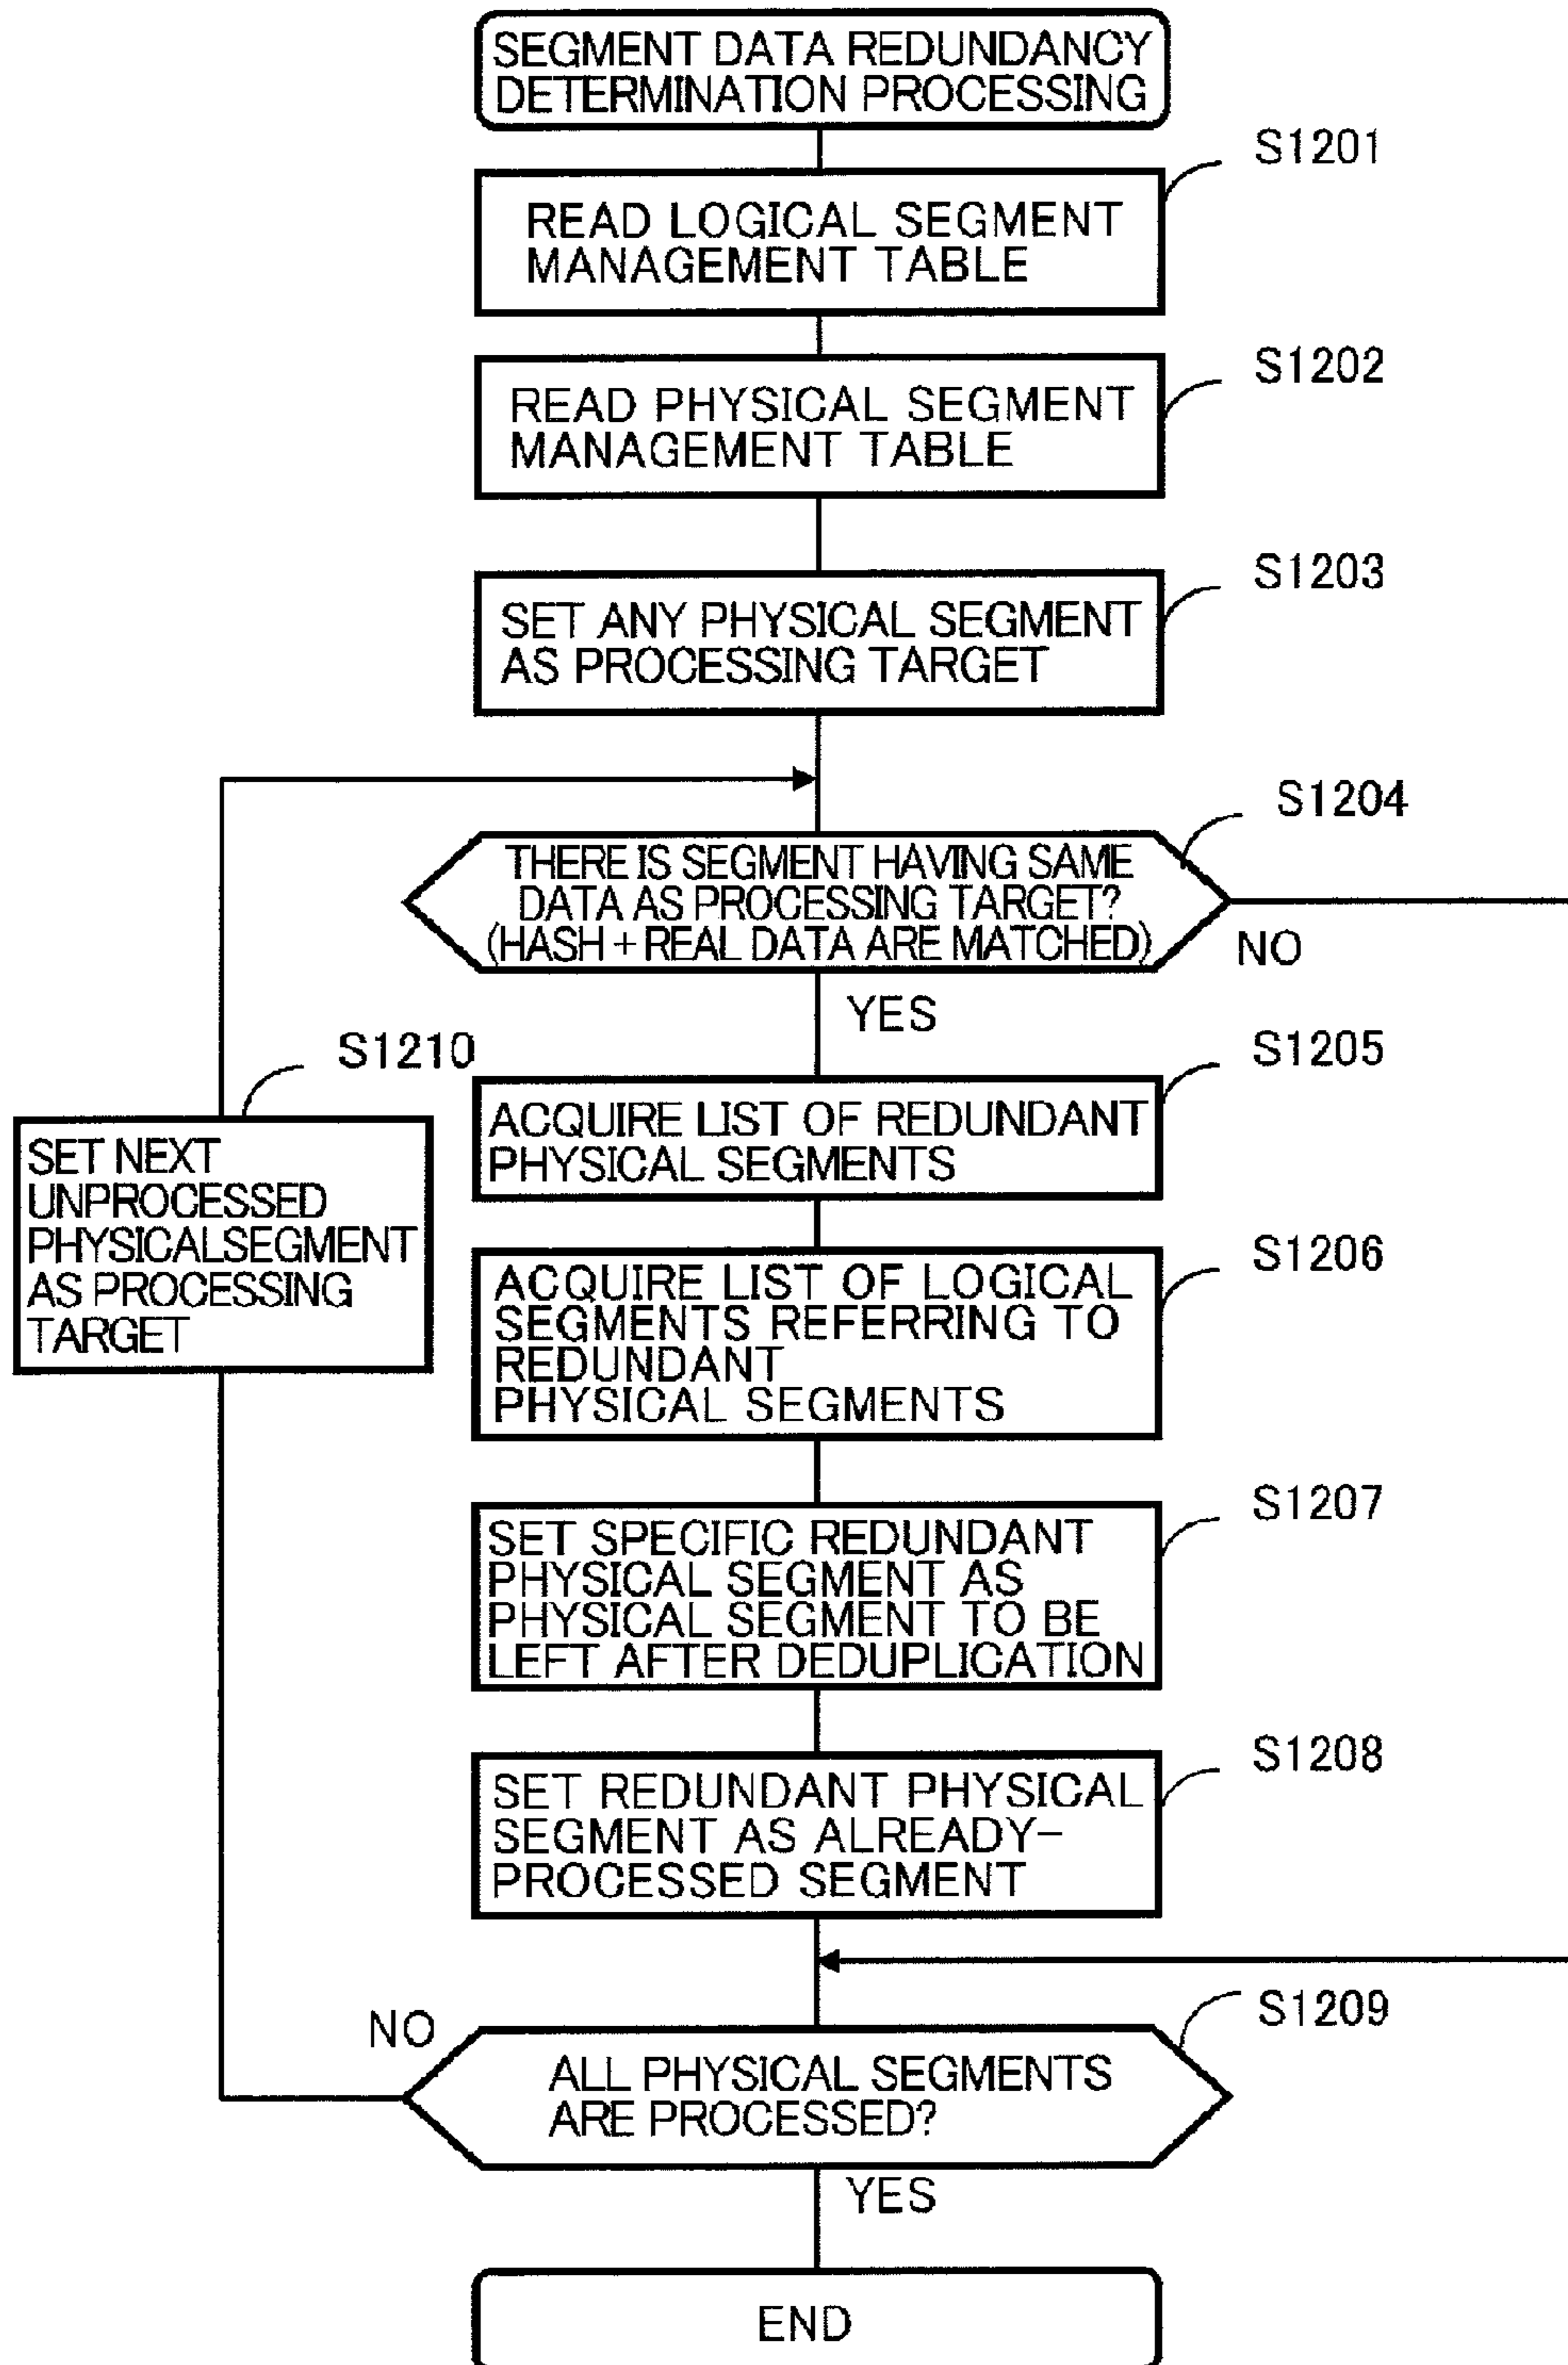 SEGMENT DATA REDUNDANCY
DETERMINATION PROCESSING
S1201
READ LOGICAL SEGMENT
MANAGEMENT TABLE
S1202
READ PHYSICAL SEGMENT
MANAGEMENT TABLE
S1203
SET ANY PHYSICAL SEGMENT
AS PROCESSING TARGET
S1204
THERE IS SEGMENT HAVING SAME
DATA AS PROCESSING TARGET?
(HASH + REAL DATA ARE MATCHED)
NO
YES
S1210
SET NEXT
UNPROCESSED
PHYSICALSEGMENT
AS PROCESSING
TARGET
S1205
ACQUIRE LIST OF REDUNDANT
PHYSICAL SEGMENTS
S1206
ACQUIRE LIST OF LOGICAL
SEGMENTS REFERRING TO
REDUNDANT
PHYSICAL SEGMENTS
S1207
SET SPECIFIC REDUNDANT
PHYSICAL SEGMENT AS
PHYSICAL SEGMENT TO BE
LEFT AFTER DEDUPLICATION
S1208
SET REDUNDANT PHYSICAL
SEGMENT AS ALREADY-
PROCESSED SEGMENT
S1209
NO
ALL PHYSICAL SEGMENTS
ARE PROCESSED?
YES
END